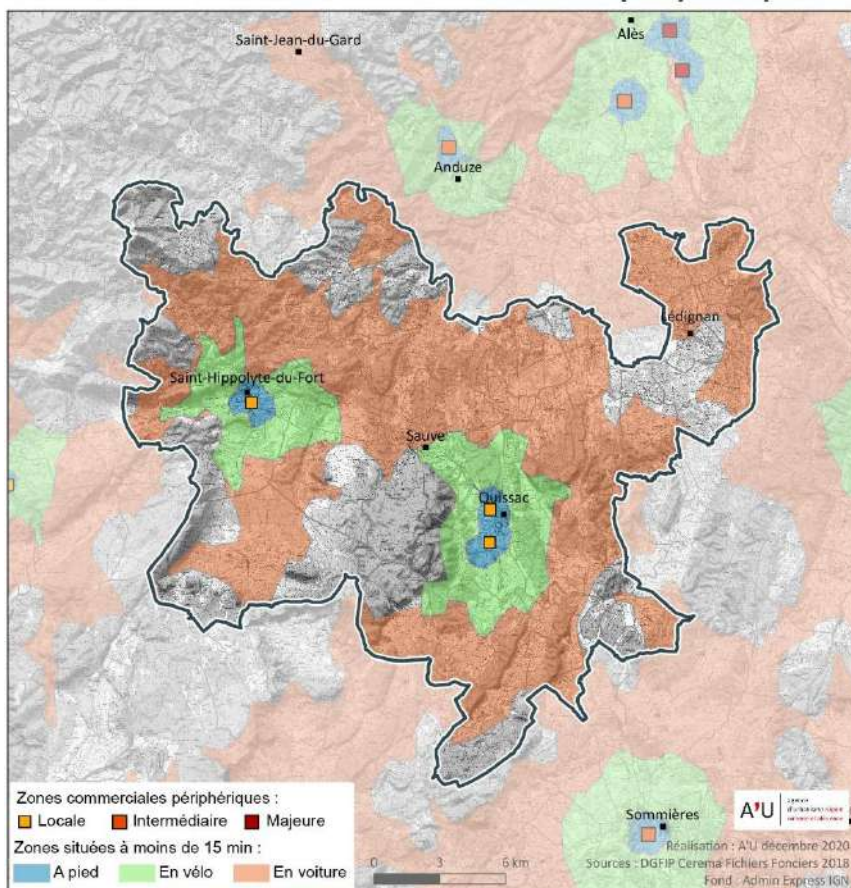 Saint-Jean-du-Gard
Alès
Anduze
Lédignan
Saint-Hippolyte-du-Fort
Sauve
Quissac
Sommières
Zones commerciales périphériques :
Locale Intermédiaire Majeure
Zones situées à moins de 15 min :
A pied En vélo En voiture
0 3 6 km
A'U
Réalisation : A'U décembre 2020
Sources : DGFIP Cerema Fichiers Fonciers 2018
Fond : Admin Express IGN